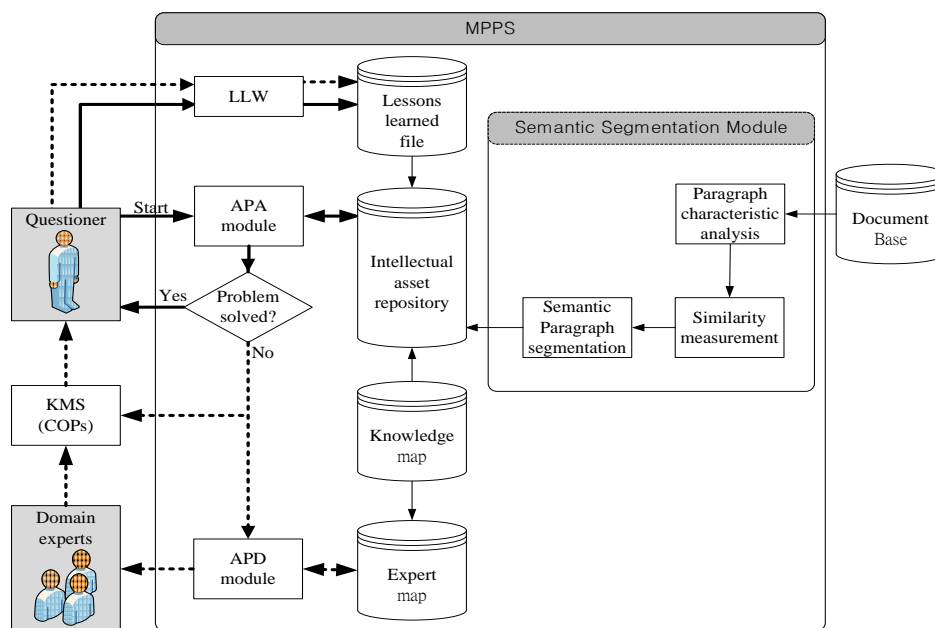 MPPS
LLW
Lessons
learned
file
Semantic Segmentation Module
Questioner
Start
APA
module
Paragraph
characteristic
analysis
Document
Base
Intellectual
asset
repository
Yes
Problem
solved?
Semantic
Paragraph
segmentation
Similarity
measurement
No
KMS
(COPs)
Knowledge
map
Domain
experts
APD
module
Expert
map